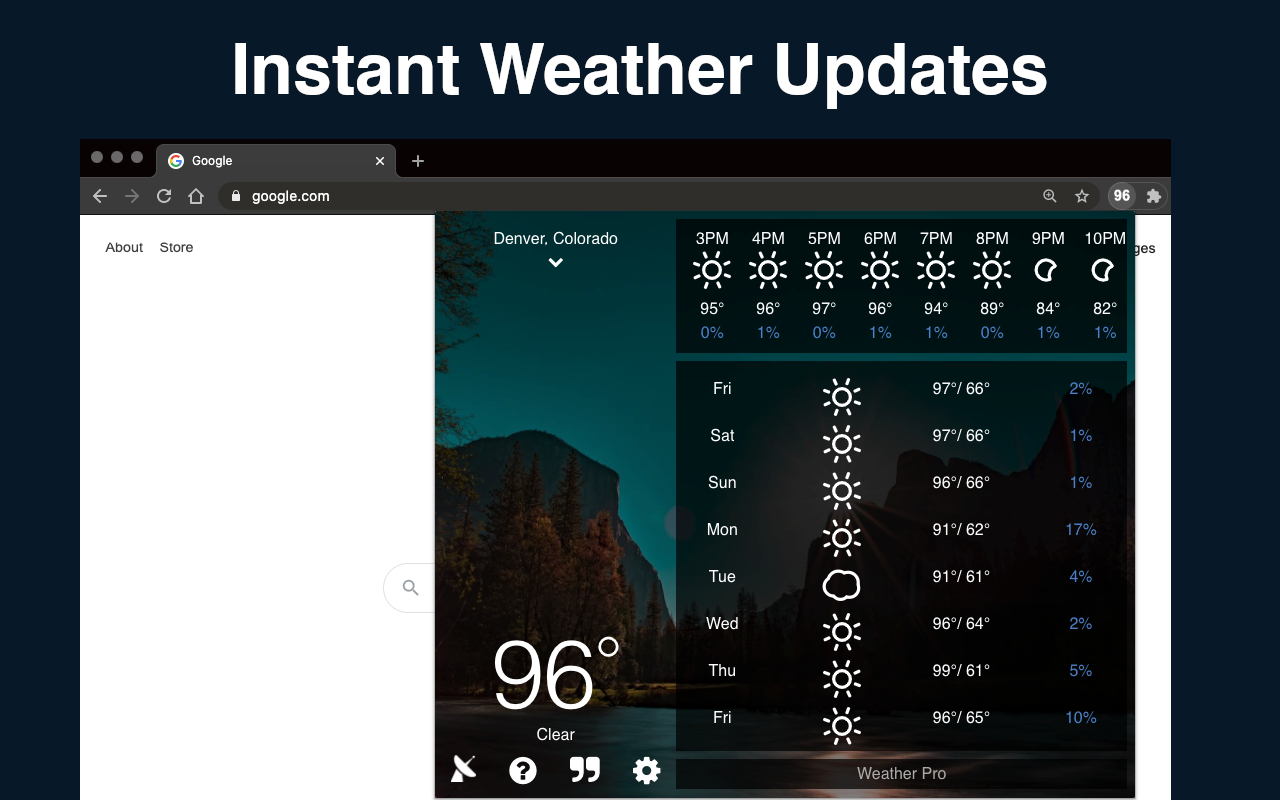 Instant Weather Updates
Google
google.com
96
About Store
ges
Denver, Colorado
3PM 4PM 5PM 6PM 7PM 8PM 9PM 10PM
95° 96° 97° 96° 94° 89° 84° 82°
0% 1% 0% 1% 1% 0% 1% 1%
Fri 97°/ 66° 2%
Sat 97°/ 66° 1%
Sun 96°/ 66° 1%
Mon 91°/ 62° 17%
Tue 91°/ 61° 4%
Wed 96°/ 64° 2%
Thu 99°/ 61° 5%
Fri 96°/ 65° 10%
96°
Clear
Weather Pro